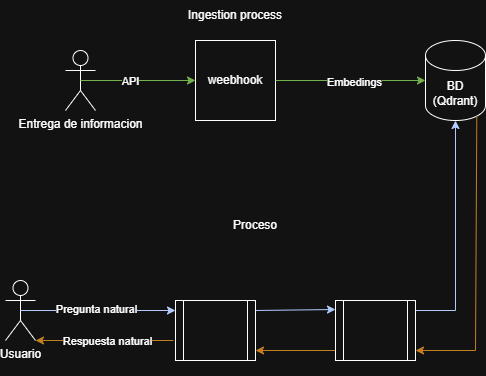 Ingestion process
API
weebhook
Embedings
BD
(Qdrant)
Entrega de informacion
Proceso
Pregunta natural
Respuesta natural
Usuario